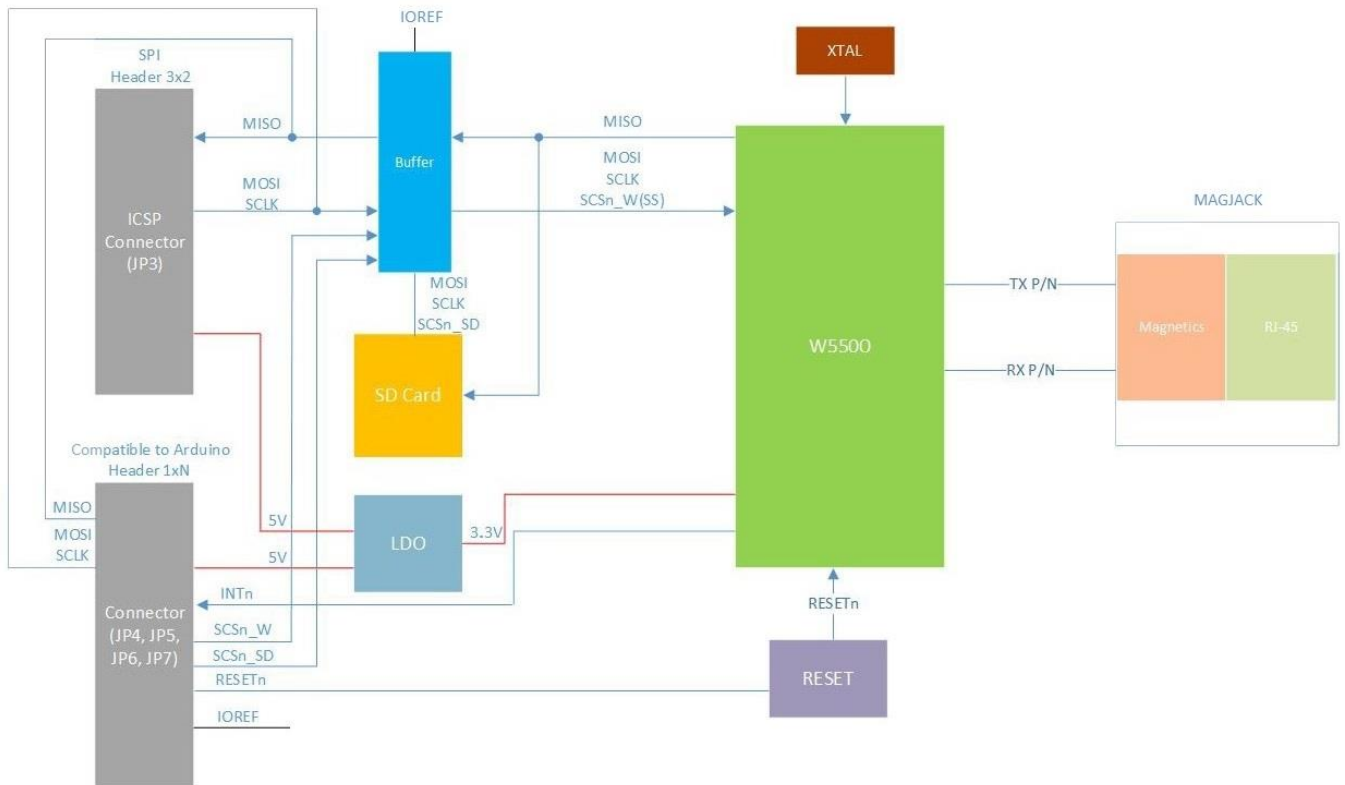 IOREF
XTAL
SPI
Header 3x2
MISO
MISO
Buffer
MOSI
SCLK
MOSI
SCLK
SCSn_W(SS)
ICSP
Connector
(JP3)
MAGJACK
MOSI
SCLK
SCSn_SD
TX P/N
Magnetics
RJ-45
W5500
RX P/N
SD Card
Compatible to Arduino
Header 1xN
MISO
MOSI
SCLK
5V
LDO
3.3V
5V
INTn
Connector
(JP4, JP5,
JP6, JP7)
SCSn_W
SCSn_SD
RESETn
IOREF
RESETn
RESET